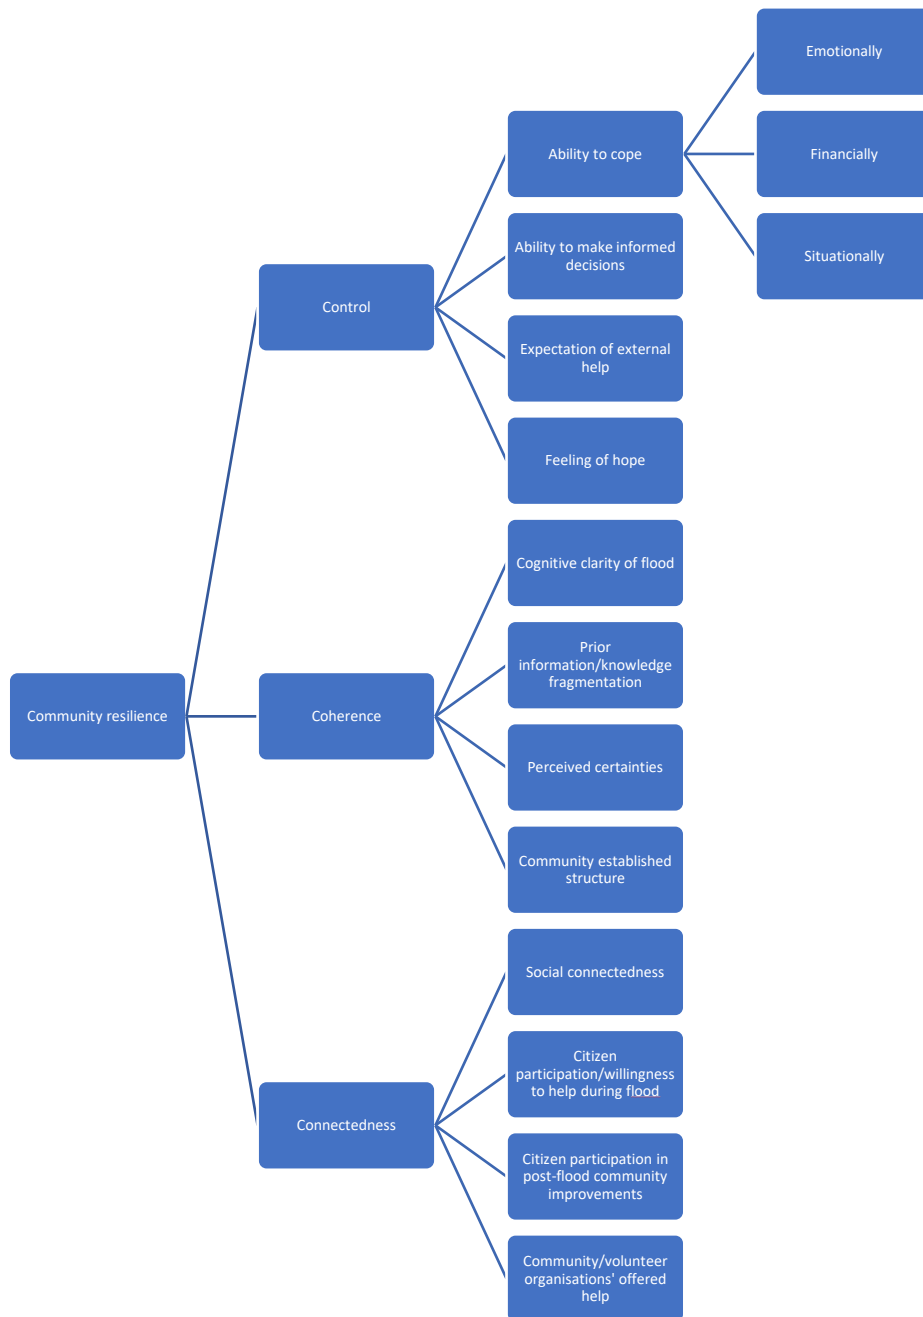 Emotionally
Ability to cope
Financially
Situationally
Ability to make informed
decisions
Control
Expectation of external
help
Feeling of hope
Cognitive clarity of flood
Prior
information/knowledge
fragmentation
Community resilience
Coherence
Perceived certainties
Community established
structure
Social connectedness
Citizen
participation/willingness
to help during flood
Connectedness
Citizen participation in
post-flood community
improvements
Community/volunteer
organisations' offered
help